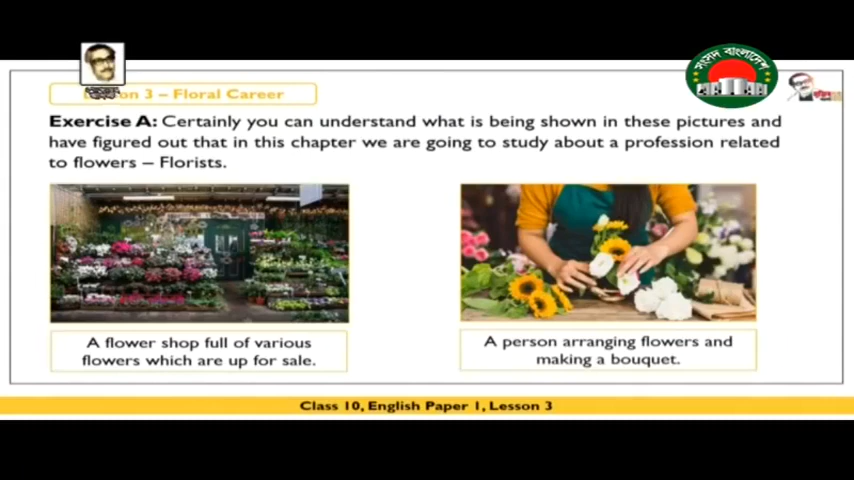 সংসদ বাংলাদেশ
on 3 – Floral Career
Exercise A: Certainly you can understand what is being shown in these pictures and
have figured out that in this chapter we are going to study about a profession related
to flowers – Florists.
A flower shop full of various
flowers which are up for sale.
A person arranging flowers and
making a bouquet.
Class 10, English Paper 1, Lesson 3